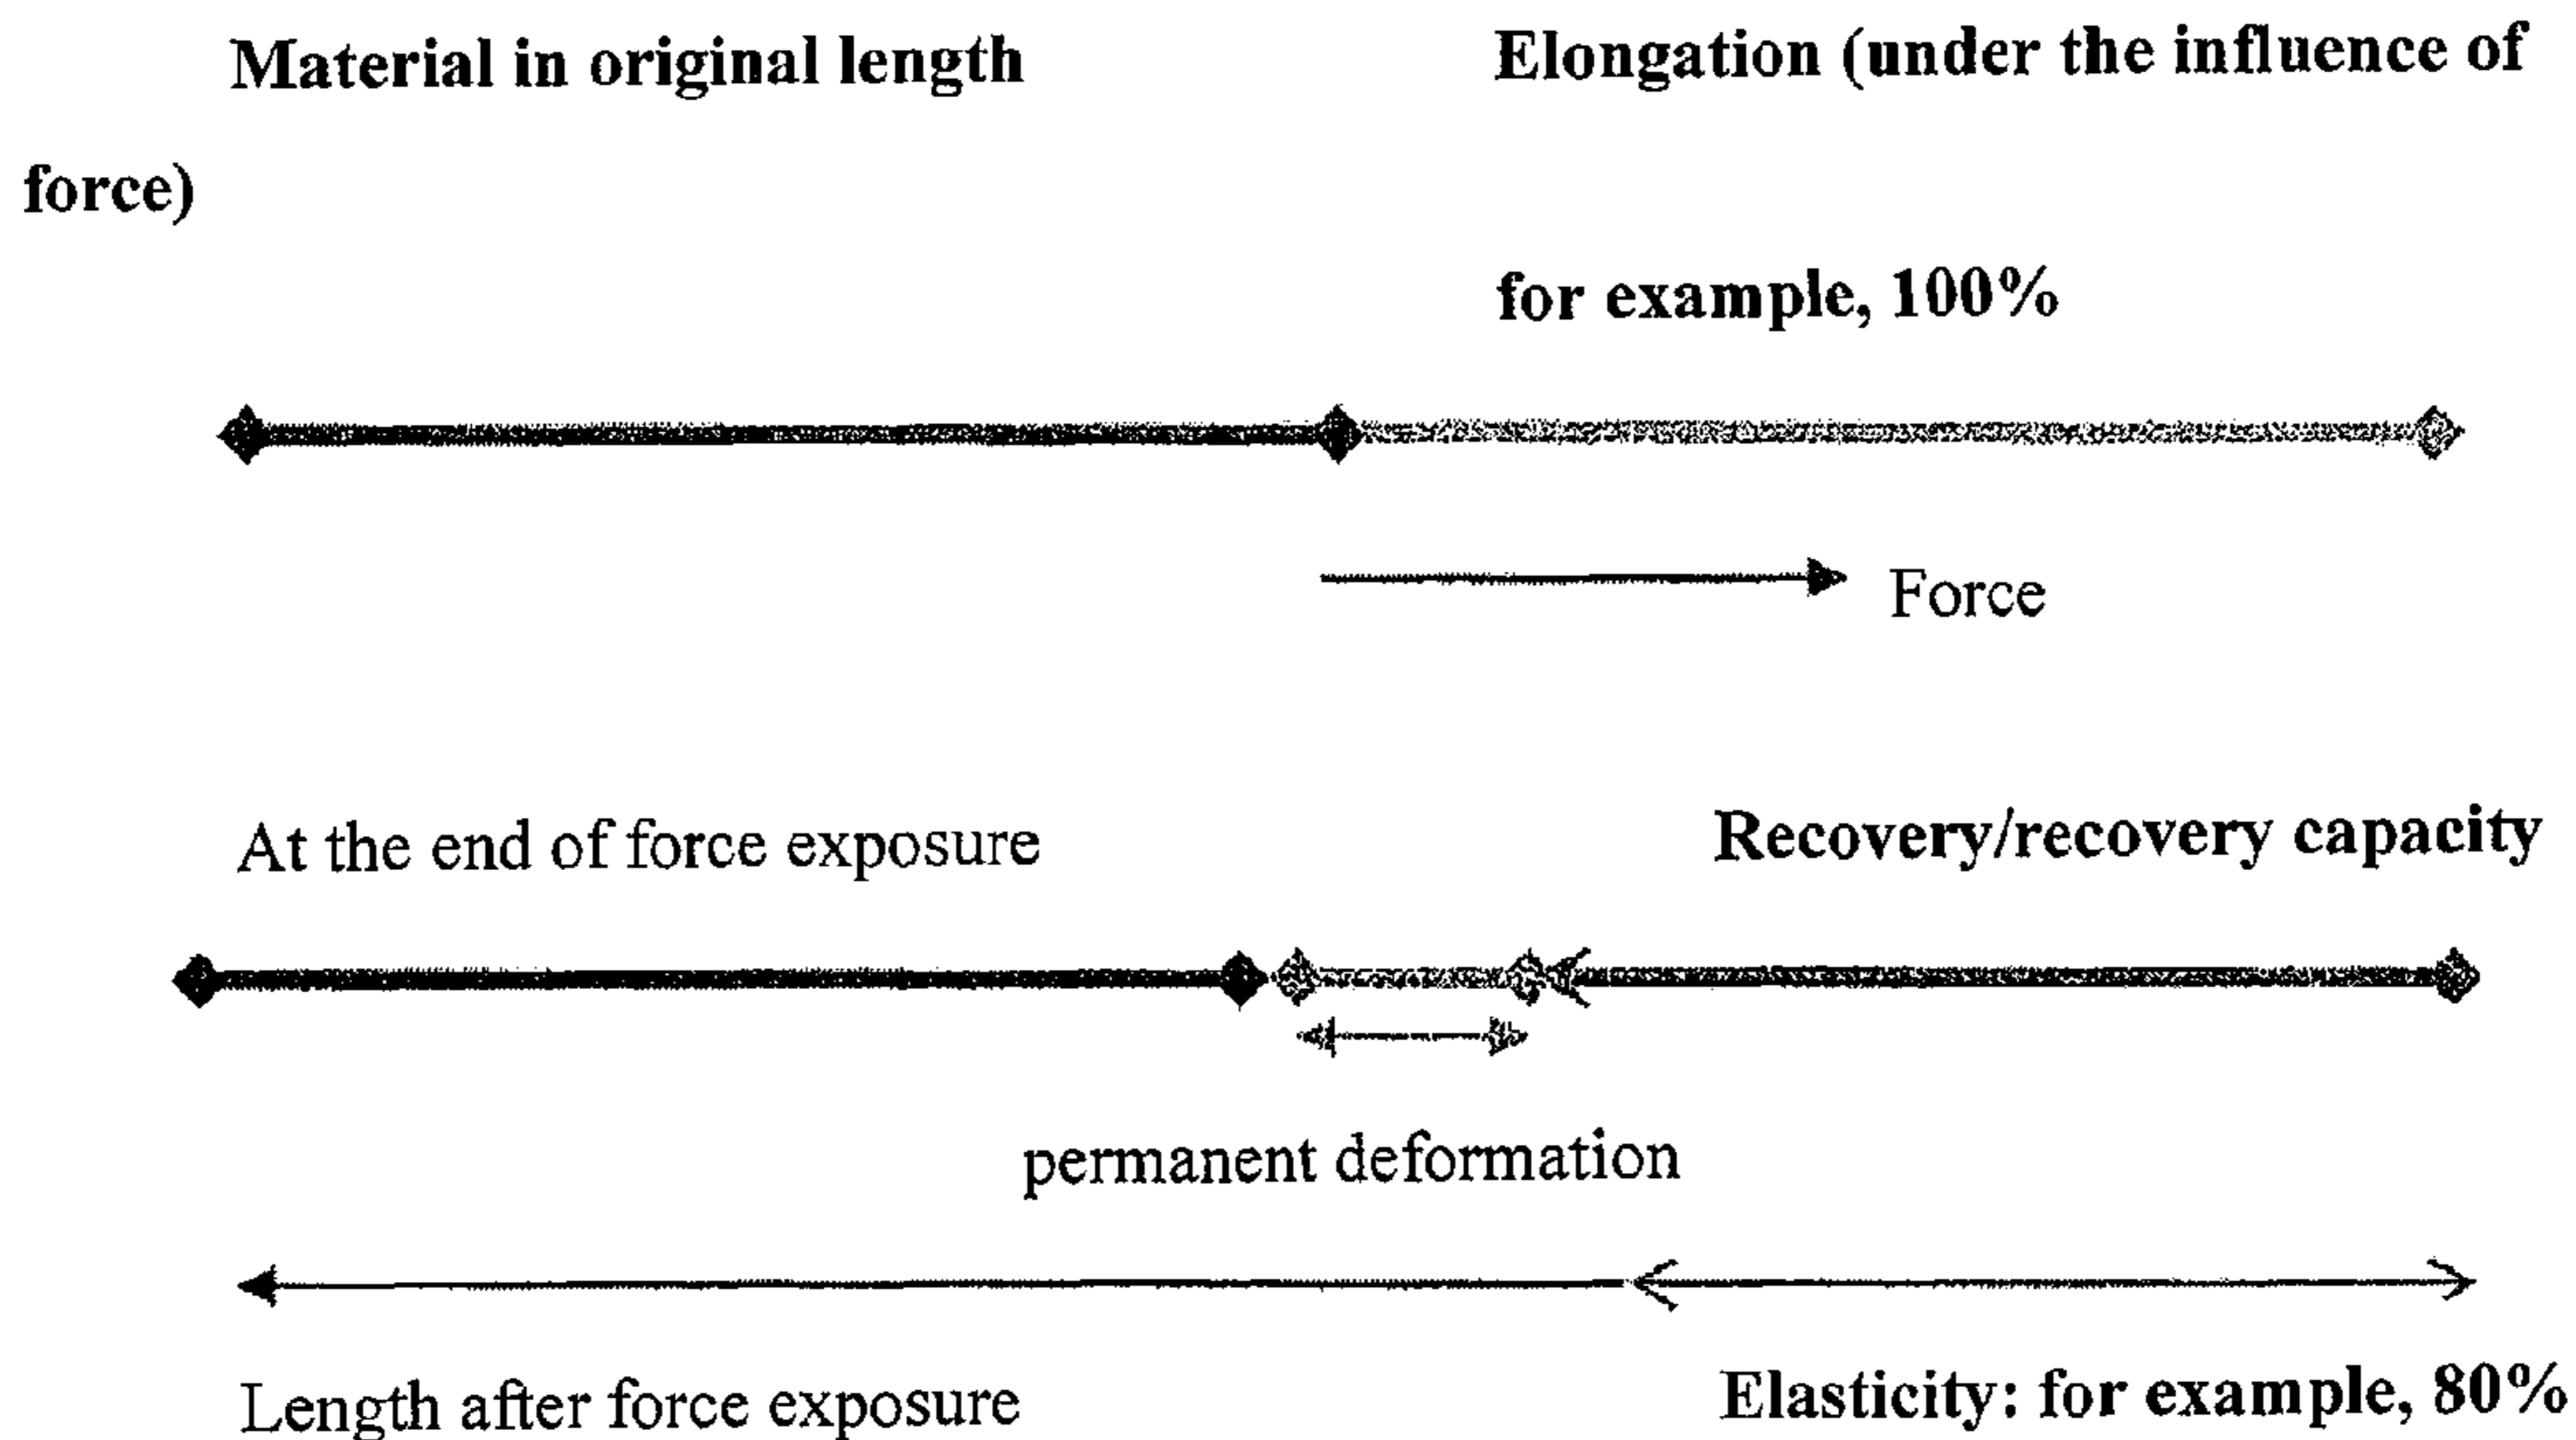 Material in original length Elongation (under the influence of
force)
for example, 100%
Force
At the end of force exposure Recovery/recovery capacity
permanent deformation
Length after force exposure Elasticity: for example, 80%